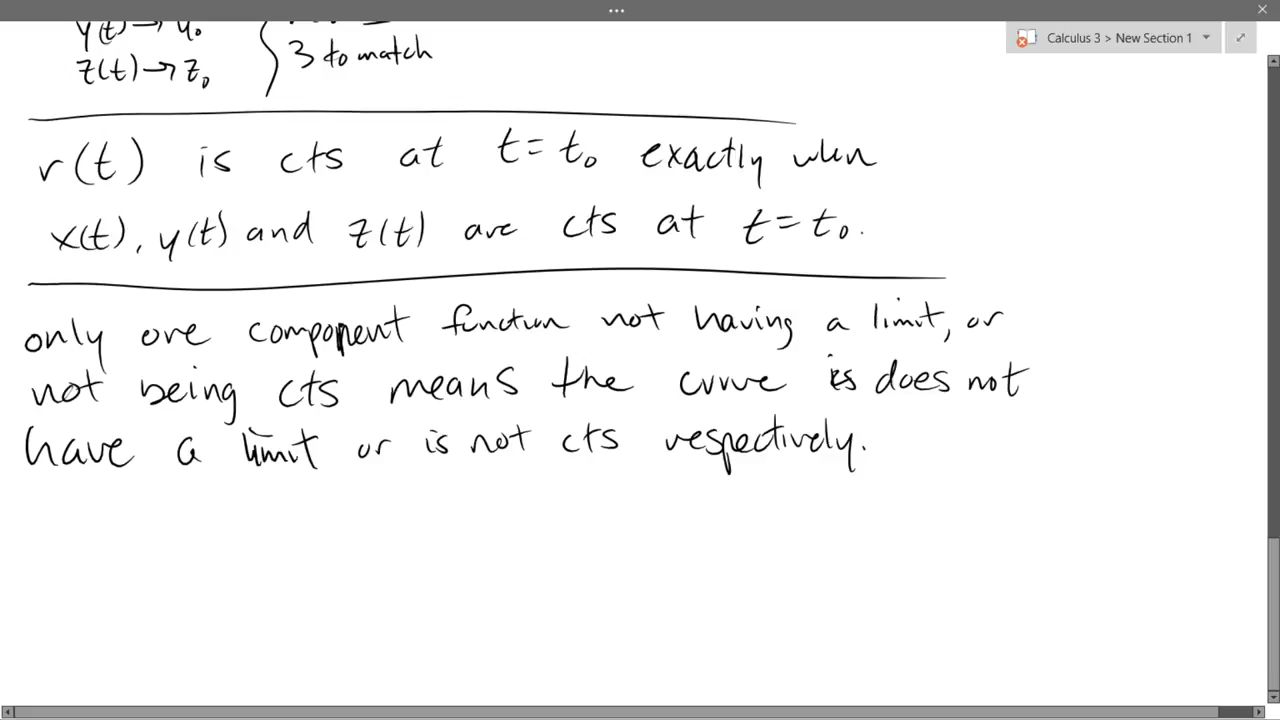 ...
Calculus 3 > New Section 1
y(t) → y₀
z(t) → z₀
3 to match
r(t) is cts at t = t₀ exactly when
x(t), y(t) and z(t) are cts at t = t₀.
only one component function not having a limit, or
not being cts means the curve is does not
have a limit or is not cts respectively.